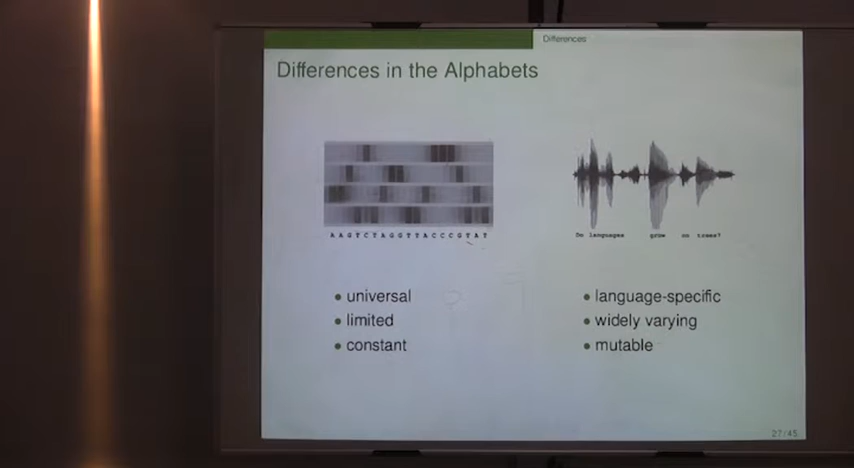 Differences
Differences in the Alphabets
A A G T C T A G G T T A C C C G T A T
Do languages grow on trees?
universal
limited
constant
language-specific
widely varying
mutable
27/45